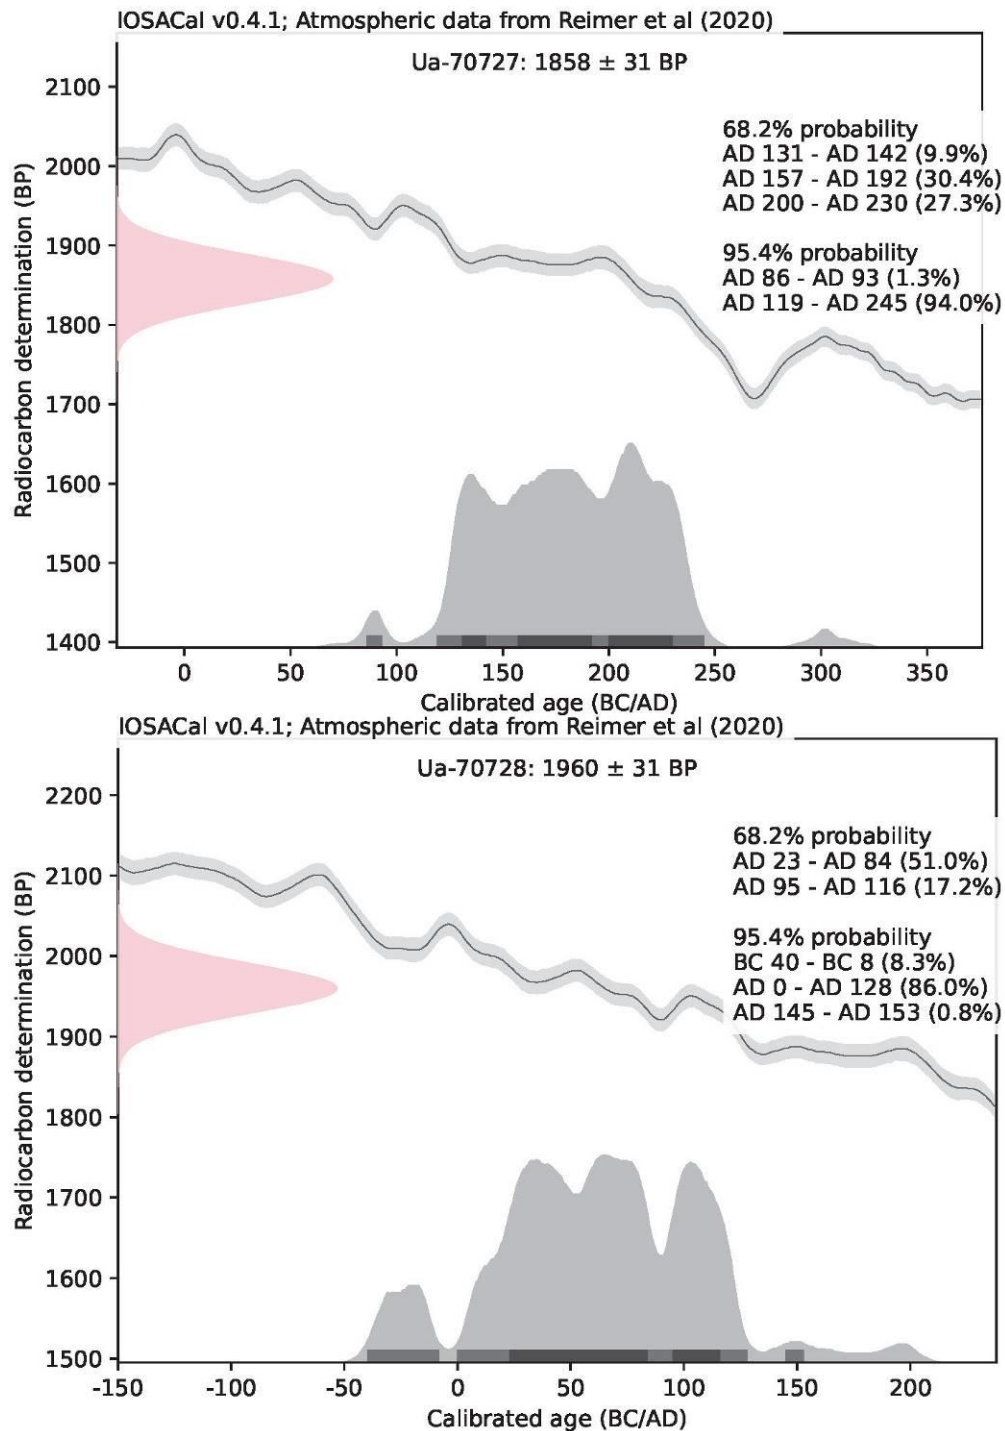 IOSACal v0.4.1; Atmospheric data from Reimer et al (2020)
Ua-70727: 1858 ± 31 BP
68.2% probability
AD 131 - AD 142 (9.9%)
AD 157 - AD 192 (30.4%)
AD 200 - AD 230 (27.3%)
95.4% probability
AD 86 - AD 93 (1.3%)
AD 119 - AD 245 (94.0%)
Radiocarbon determination (BP)
2100
2000
1900
1800
1700
1600
1500
1400
0 50 100 150 200 250 300 350
Calibrated age (BC/AD)
IOSACal v0.4.1; Atmospheric data from Reimer et al (2020)
Ua-70728: 1960 ± 31 BP
68.2% probability
AD 23 - AD 84 (51.0%)
AD 95 - AD 116 (17.2%)
95.4% probability
BC 40 - BC 8 (8.3%)
AD 0 - AD 128 (86.0%)
AD 145 - AD 153 (0.8%)
Radiocarbon determination (BP)
2200
2100
2000
1900
1800
1700
1600
1500
-150 -100 -50 0 50 100 150 200
Calibrated age (BC/AD)